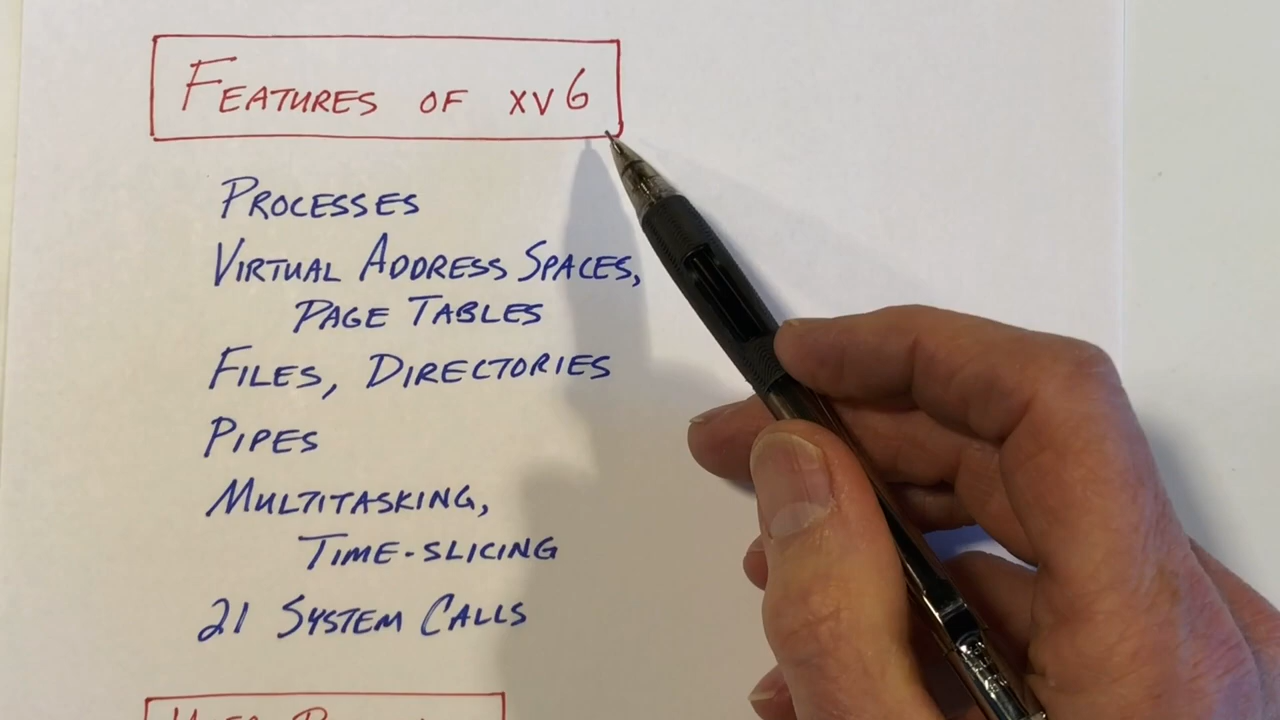 FEATURES OF xv6
PROCESSES
VIRTUAL ADDRESS SPACES,
PAGE TABLES
FILES, DIRECTORIES
PIPES
MULTITASKING,
TIME-SLICING
21 SYSTEM CALLS